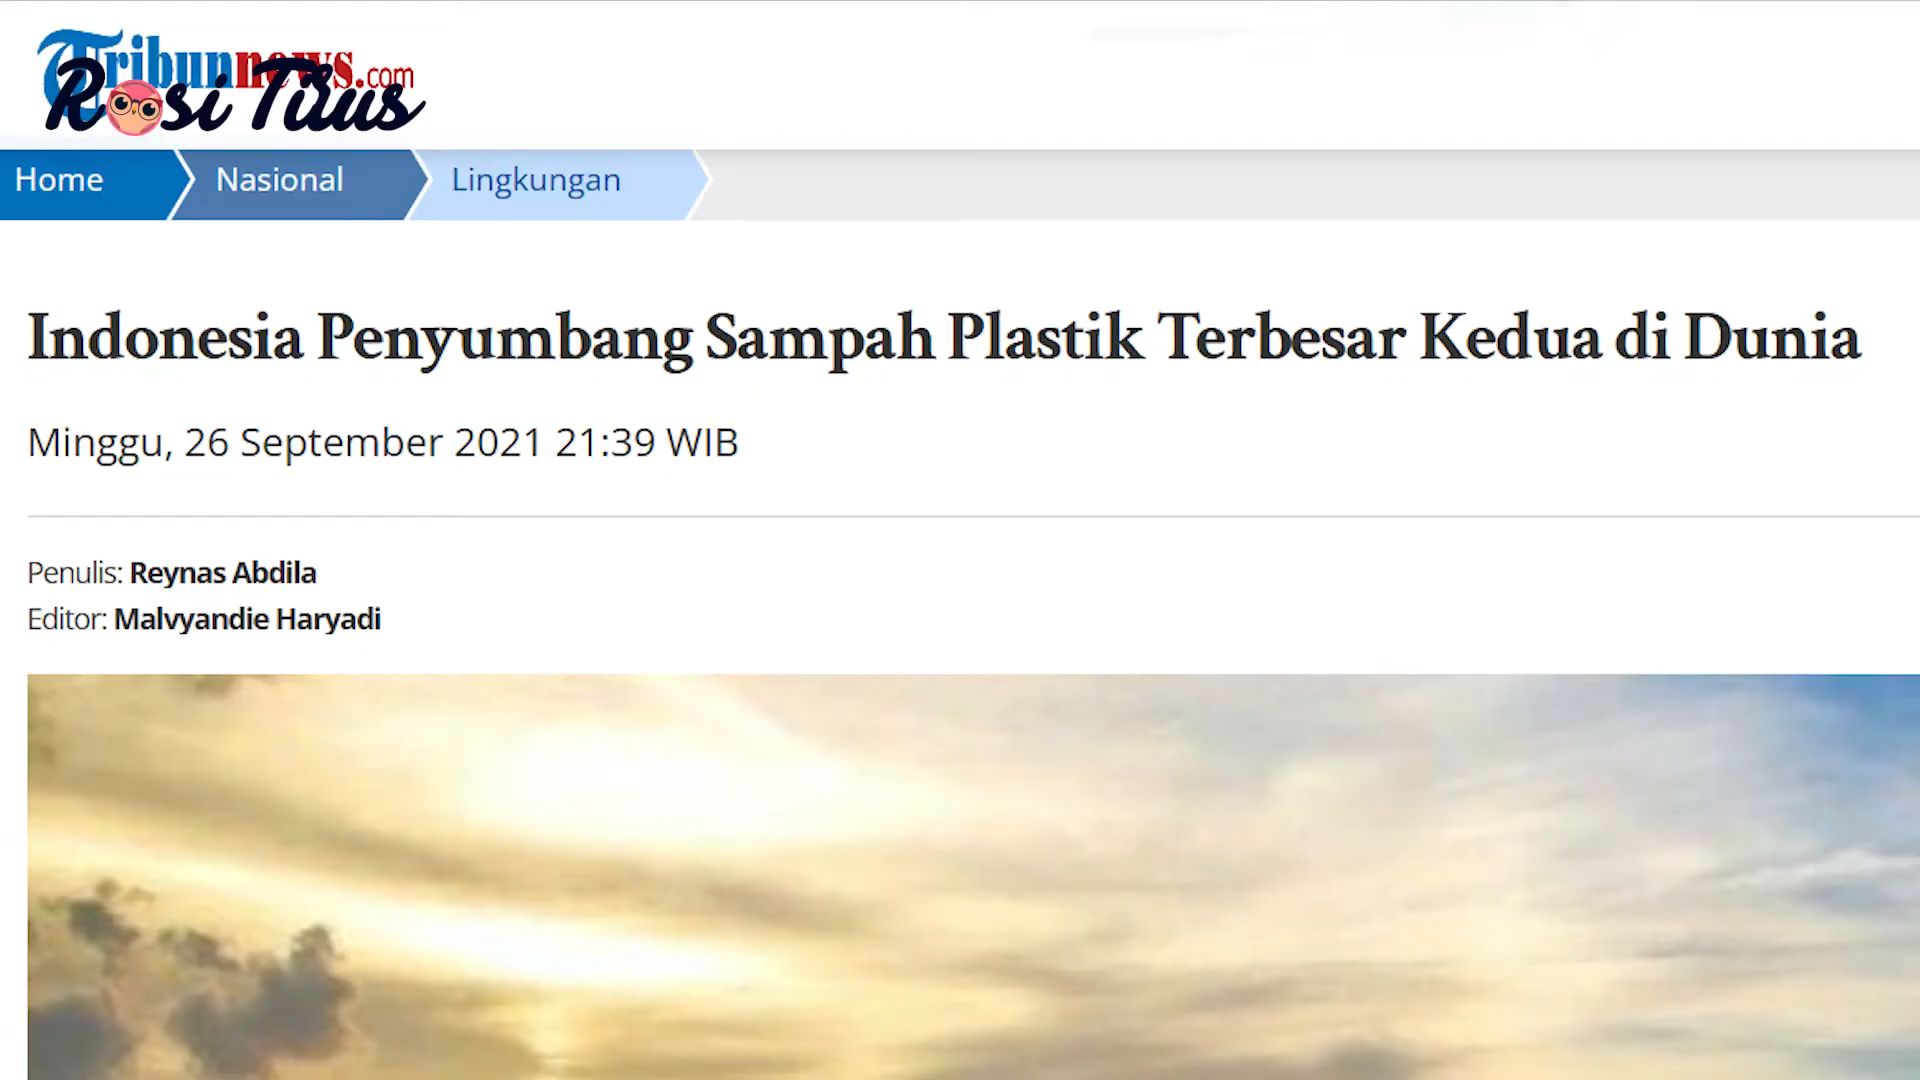 Tribunnews.com
Rosi Titus
Home Nasional Lingkungan
Indonesia Penyumbang Sampah Plastik Terbesar Kedua di Dunia
Minggu, 26 September 2021 21:39 WIB
Penulis: Reynas Abdila
Editor: Malvyandie Haryadi